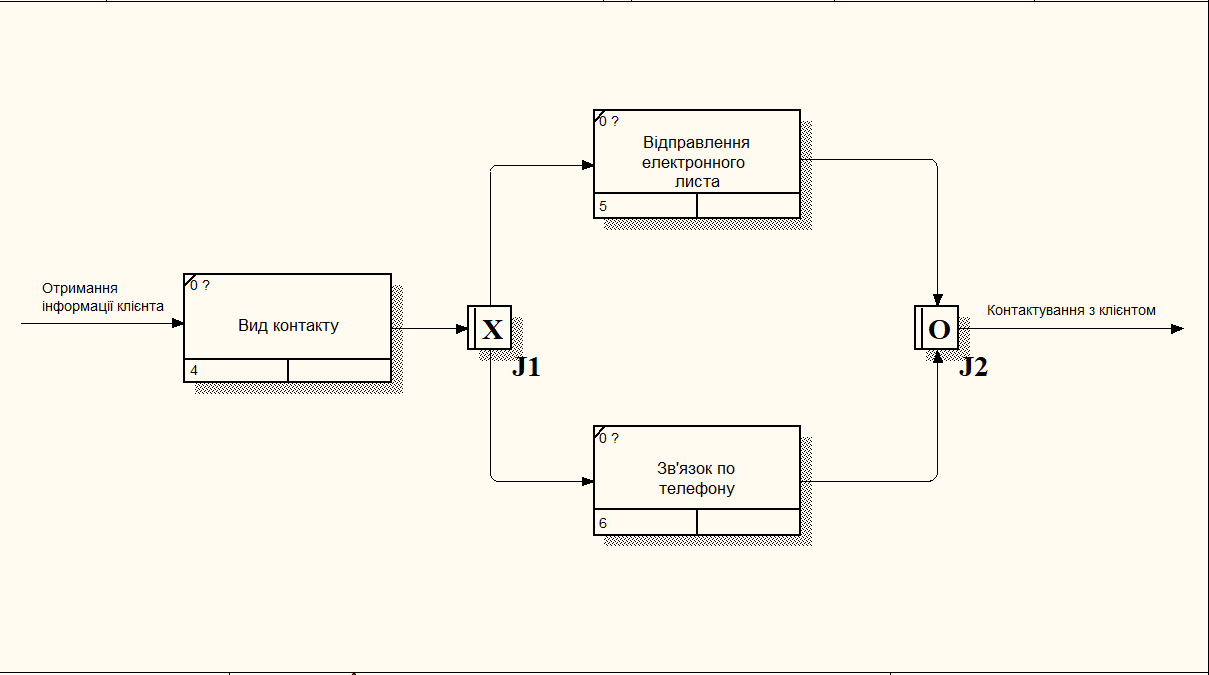 Отримання
інформації клієнта
0 ?
Вид контакту
4
X
J1
0 ?
Відправлення
електронного
листа
5
0 ?
Зв'язок по
телефону
6
O
J2
Контактування з клієнтом